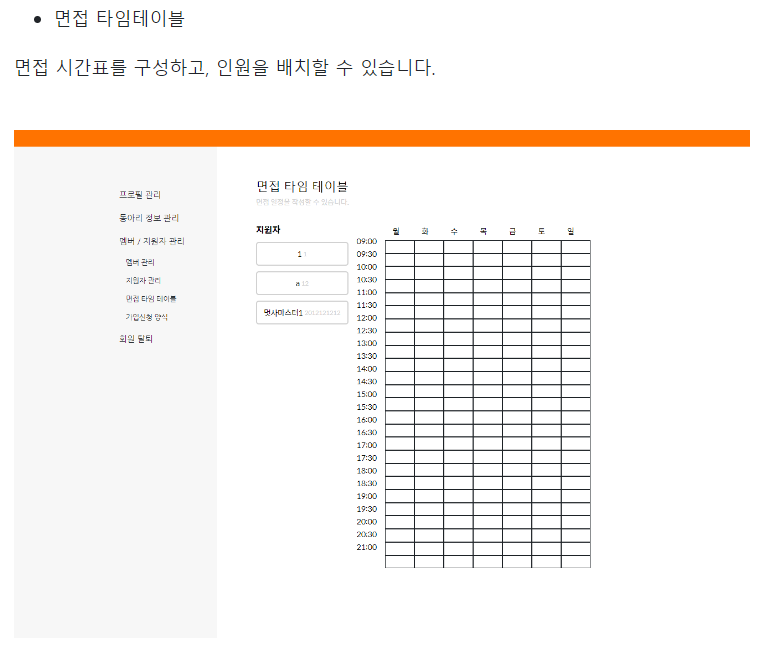 면접 타임테이블
면접 시간표를 구성하고, 인원을 배치할 수 있습니다.
프로필 관리
동아리 정보 관리
멤버 / 지원자 관리
멤버 관리
지원자 관리
면접 타임 테이블
가입신청 양식
회원 탈퇴
면접 타임 테이블
면접 일정을 작성할 수 있습니다.
지원자
1 1
a 12
멋사미스터1 2012121212
월 화 수 목 금 토 일
09:00
09:30
10:00
10:30
11:00
11:30
12:00
12:30
13:00
13:30
14:00
14:30
15:00
15:30
16:00
16:30
17:00
17:30
18:00
18:30
19:00
19:30
20:00
20:30
21:00